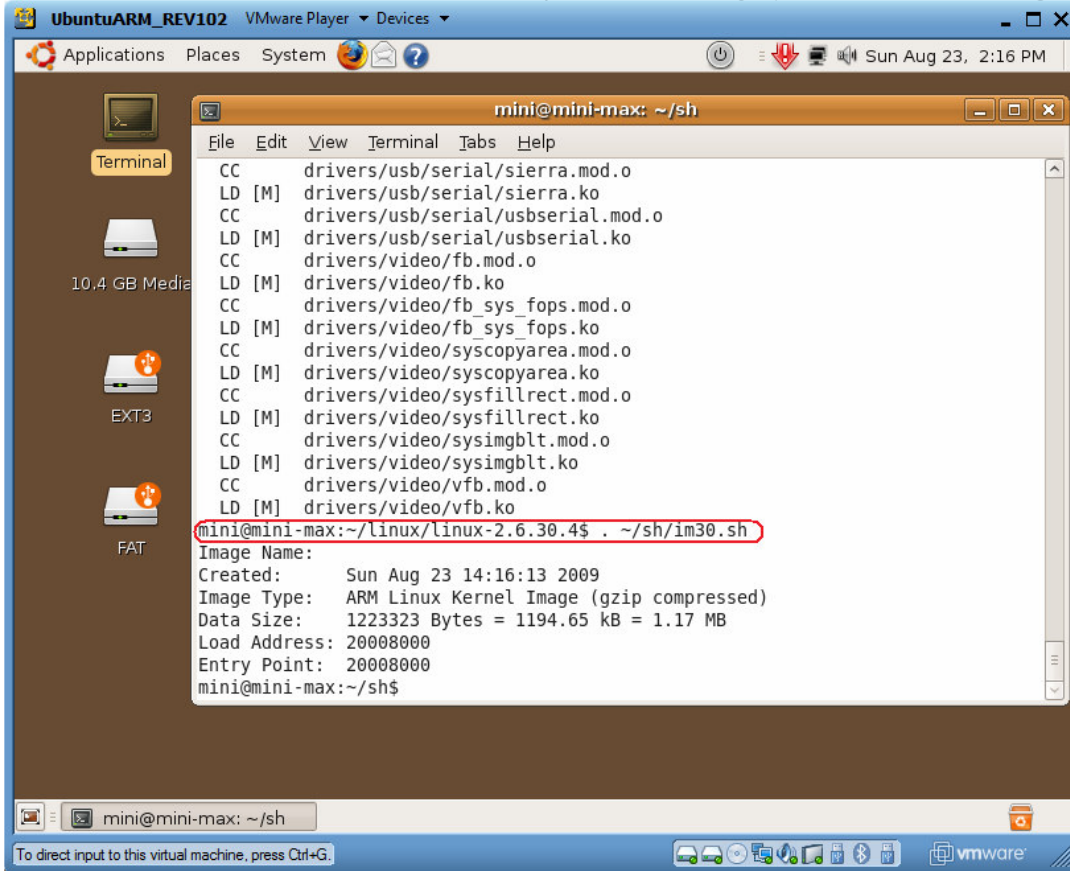 UbuntuARM_REV102 VMware Player Devices
Applications Places System Sun Aug 23, 2:16 PM
mini@mini-max: ~/sh
File Edit View Terminal Tabs Help
Terminal
10.4 GB Media
EXT3
FAT
CC drivers/usb/serial/sierra.mod.o
LD [M] drivers/usb/serial/sierra.ko
CC drivers/usb/serial/usbserial.mod.o
LD [M] drivers/usb/serial/usbserial.ko
CC drivers/video/fb.mod.o
LD [M] drivers/video/fb.ko
CC drivers/video/fb_sys_fops.mod.o
LD [M] drivers/video/fb_sys_fops.ko
CC drivers/video/syscopyarea.mod.o
LD [M] drivers/video/syscopyarea.ko
CC drivers/video/sysfillrect.mod.o
LD [M] drivers/video/sysfillrect.ko
CC drivers/video/sysimgblt.mod.o
LD [M] drivers/video/sysimgblt.ko
CC drivers/video/vfb.mod.o
LD [M] drivers/video/vfb.ko
mini@mini-max:~/linux/linux-2.6.30.4$ . ~/sh/im30.sh
Image Name:
Created: Sun Aug 23 14:16:13 2009
Image Type: ARM Linux Kernel Image (gzip compressed)
Data Size: 1223323 Bytes = 1194.65 kB = 1.17 MB
Load Address: 20008000
Entry Point: 20008000
mini@mini-max:~/sh$
mini@mini-max: ~/sh
To direct input to this virtual machine, press Ctrl+G.
vmware